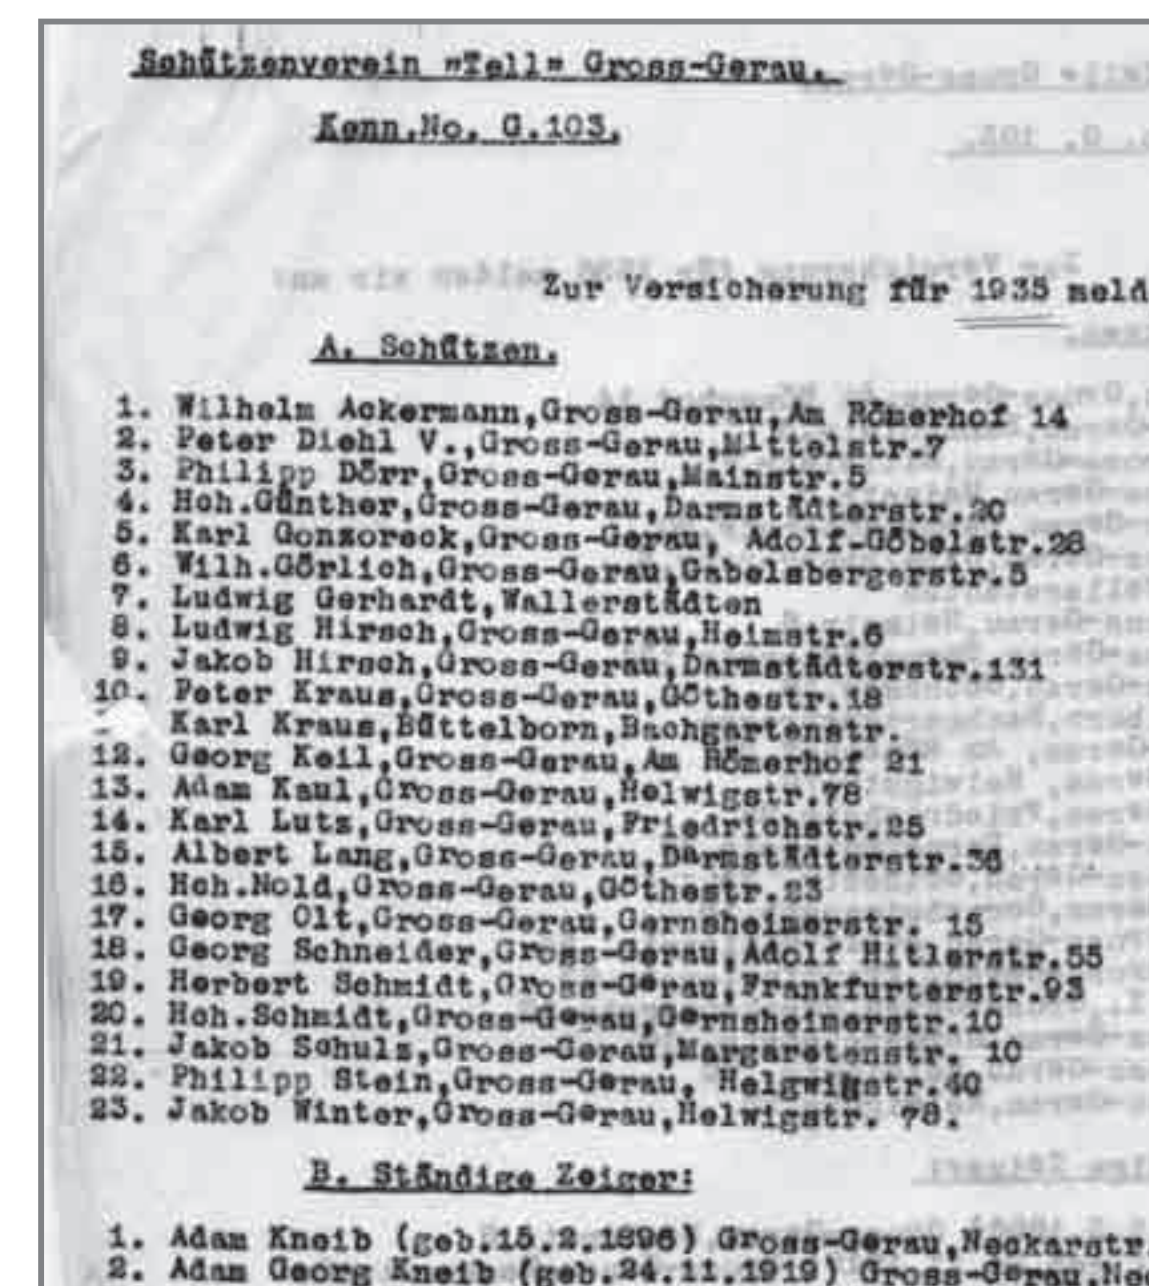 Schützenverein "Tell" Gross-Gerau.
Kenn.No. G.103.
Zur Versicherung für 1935 meld
A. Schützen.
1. Wilhelm Ackermann,Gross-Gerau,Am Römerhof 14
2. Peter Diehl V.,Gross-Gerau,Mittelstr.7
3. Philipp Dörr,Gross-Gerau,Mainstr.5
4. Hch.Günther,Gross-Gerau,Darmstädterstr.20
5. Karl Gonzoreck,Gross-Gerau, Adolf-Göbelstr.28
6. Wilh.Görlich,Gross-Gerau,Gabelsbergerstr.5
7. Ludwig Gerhardt,Wallerstädten
8. Ludwig Hirsch,Gross-Gerau,Helmstr.6
9. Jakob Hirsch,Gross-Gerau,Darmstädterstr.131
10. Peter Kraus,Gross-Gerau,Göthestr.18
Karl Kraus,Büttelborn,Bachgartenstr.
12. Georg Keil,Gross-Gerau,Am Römerhof 21
13. Adam Kaul,Gross-Gerau,Helwigstr.78
14. Karl Lutz,Gross-Gerau,Friedrichstr.25
15. Albert Lang,Gross-Gerau,Darmstädterstr.36
16. Hch.Nold,Gross-Gerau,Göthestr.23
17. Georg Olt,Gross-Gerau,Gernsheimerstr. 15
18. Georg Schneider,Gross-Gerau,Adolf Hitlerstr.55
19. Herbert Schmidt,Gross-Gerau,Frankfurterstr.93
20. Hch.Schmidt,Gross-Gerau,Gernsheimerstr.10
21. Jakob Schulz,Gross-Gerau,Margaretenstr. 10
22. Philipp Stein,Gross-Gerau, Helgwigstr.40
23. Jakob Winter,Gross-Gerau,Helwigstr. 78.
B. Ständige Zeiger:
1. Adam Kneib (geb.15.2.1896) Gross-Gerau,Neckarstr.
2. Adam Georg Kneib (geb.24.11.1919) Gross-Gerau